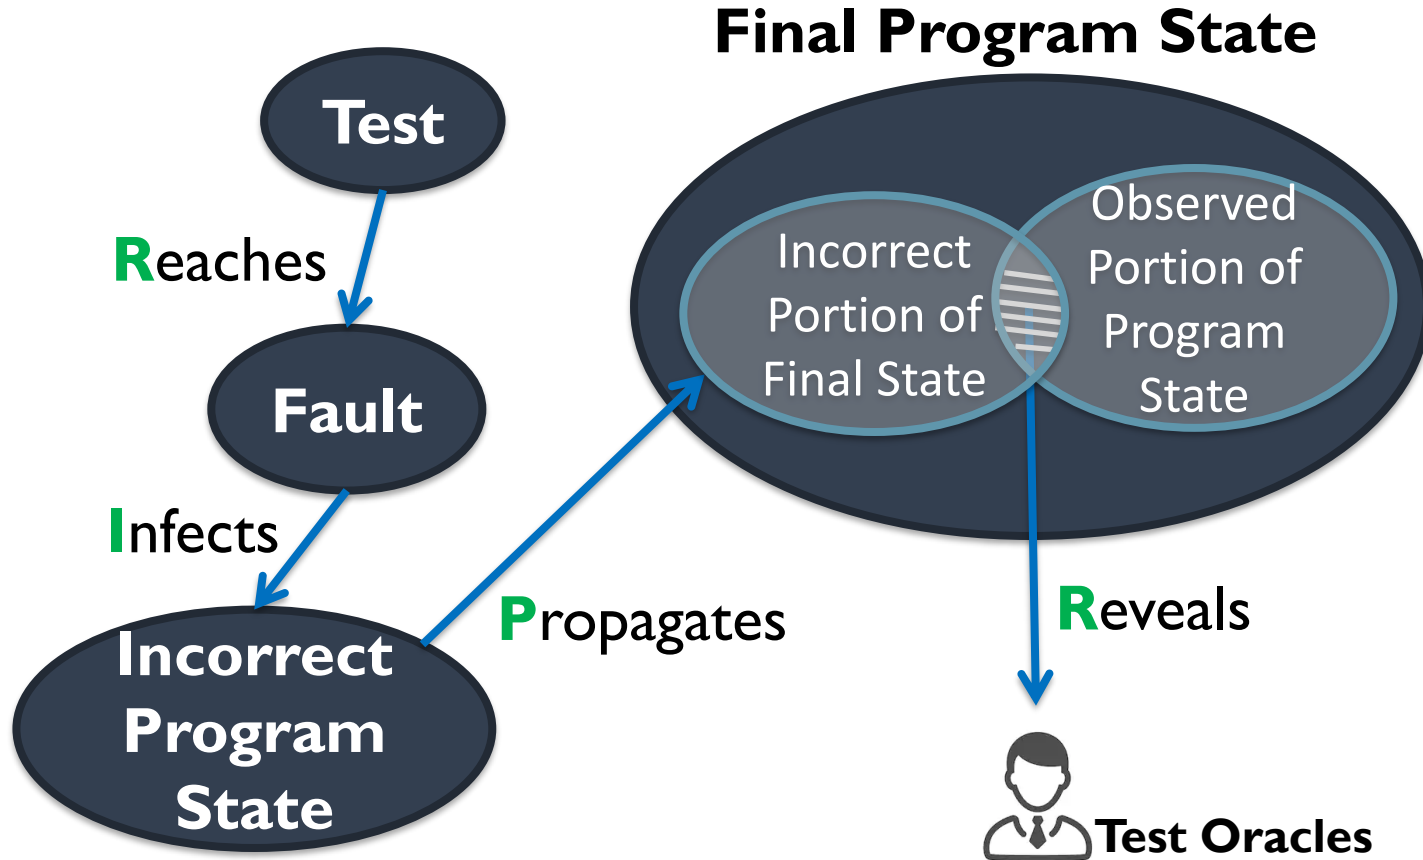 Final Program State
Test
Reaches
Fault
Infects
Incorrect
Program
State
Propagates
Incorrect
Portion of
Final State
Observed
Portion of
Program
State
Reveals
Test Oracles